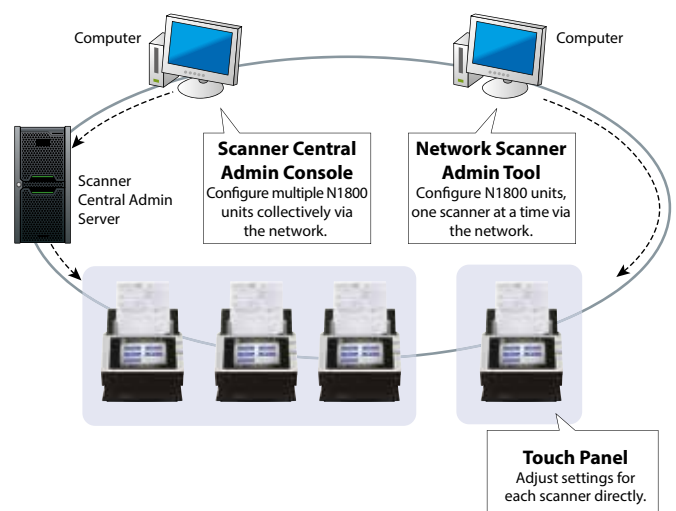 Computer
Computer
Scanner
Central Admin
Server
Scanner Central
Admin Console
Configure multiple N1800
units collectively via
the network.
Network Scanner
Admin Tool
Configure N1800 units,
one scanner at a time via
the network.
Touch Panel
Adjust settings for
each scanner directly.